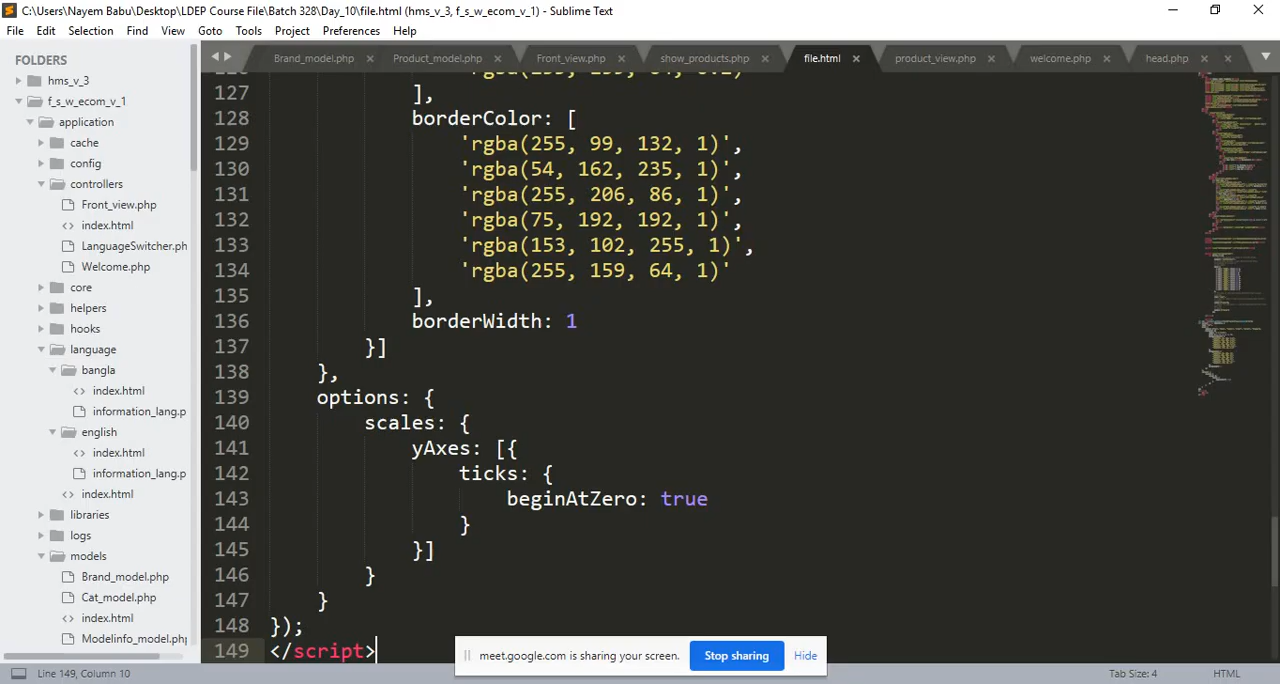 C:\Users\Nayem Babu\Desktop\LDEP Course File\Batch 328\Day_10\file.html (hms_v_3, f_s_w_ecom_v_1) - Sublime Text
File Edit Selection Find View Goto Tools Project Preferences Help
FOLDERS
hms_v_3
f_s_w_ecom_v_1
application
cache
config
controllers
Front_view.php
index.html
LanguageSwitcher.ph
Welcome.php
core
helpers
hooks
language
bangla
index.html
information_lang.p
english
index.html
information_lang.p
index.html
libraries
logs
models
Brand_model.php
Cat_model.php
index.html
Modelinfo_model.php
Brand_model.php Product_model.php Front_view.php show_products.php file.html product_view.php welcome.php head.php
127 ],
128 borderColor: [
129 'rgba(255, 99, 132, 1)',
130 'rgba(54, 162, 235, 1)',
131 'rgba(255, 206, 86, 1)',
132 'rgba(75, 192, 192, 1)',
133 'rgba(153, 102, 255, 1)',
134 'rgba(255, 159, 64, 1)'
135 ],
136 borderWidth: 1
137 }]
138 },
139 options: {
140 scales: {
141 yAxes: [{
142 ticks: {
143 beginAtZero: true
144 }
145 }]
146 }
147 }
148 });
149 </script>
meet.google.com is sharing your screen. Stop sharing Hide
Line 149, Column 10 Tab Size: 4 HTML